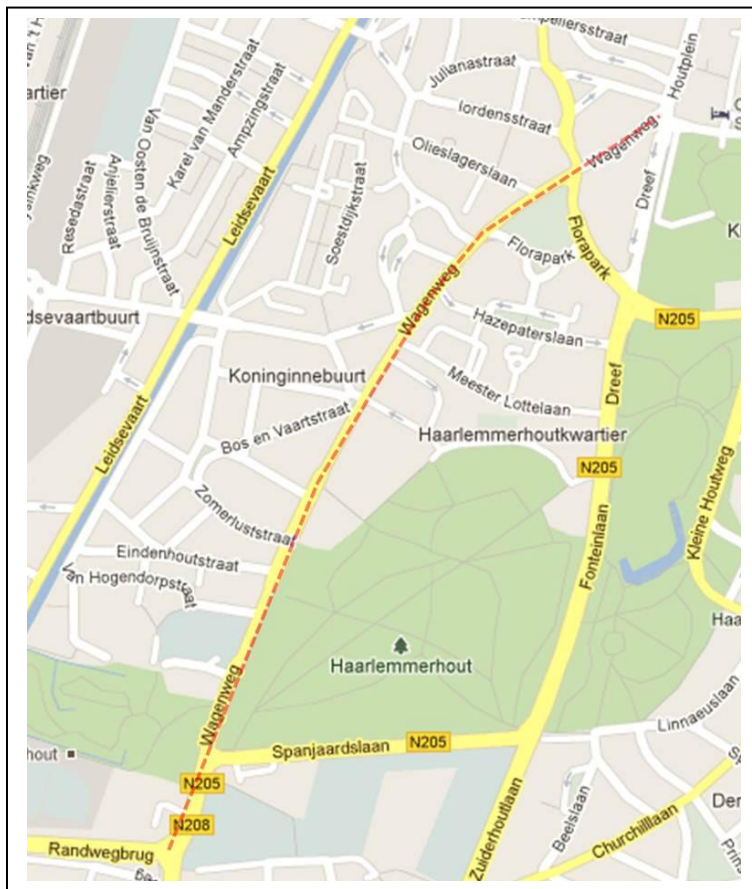 Houtplein
Julianastraat
Iordensstraat
Wagenweg
Olieslagerslaan
Dreef
Karel van Manderstraat
Ampzingstraat
Van Oosten de Bruijnstraat
Anjelierstraat
Resedastraat
Leidsevaart
Soestdijkstraat
Florapark
Florapark
Wagenweg
N205
Hazepaterslaan
Koninginnebuurt
Meester Lottelaan
Dreef
Bos en Vaartstraat
Haarlemmerhoutkwartier
N205
Leidsevaart
Kleine Houtweg
Zomerluststraat
Eindenhoutstraat
Van Hogendorpstraat
Fonteinlaan
Haarlemmerhout
Wagenweg
Linnaeuslaan
Spanjaardslaan
N205
N205
N208
Randwegbrug
Zuiderhoutlaan
Beelslaan
Churchilllaan